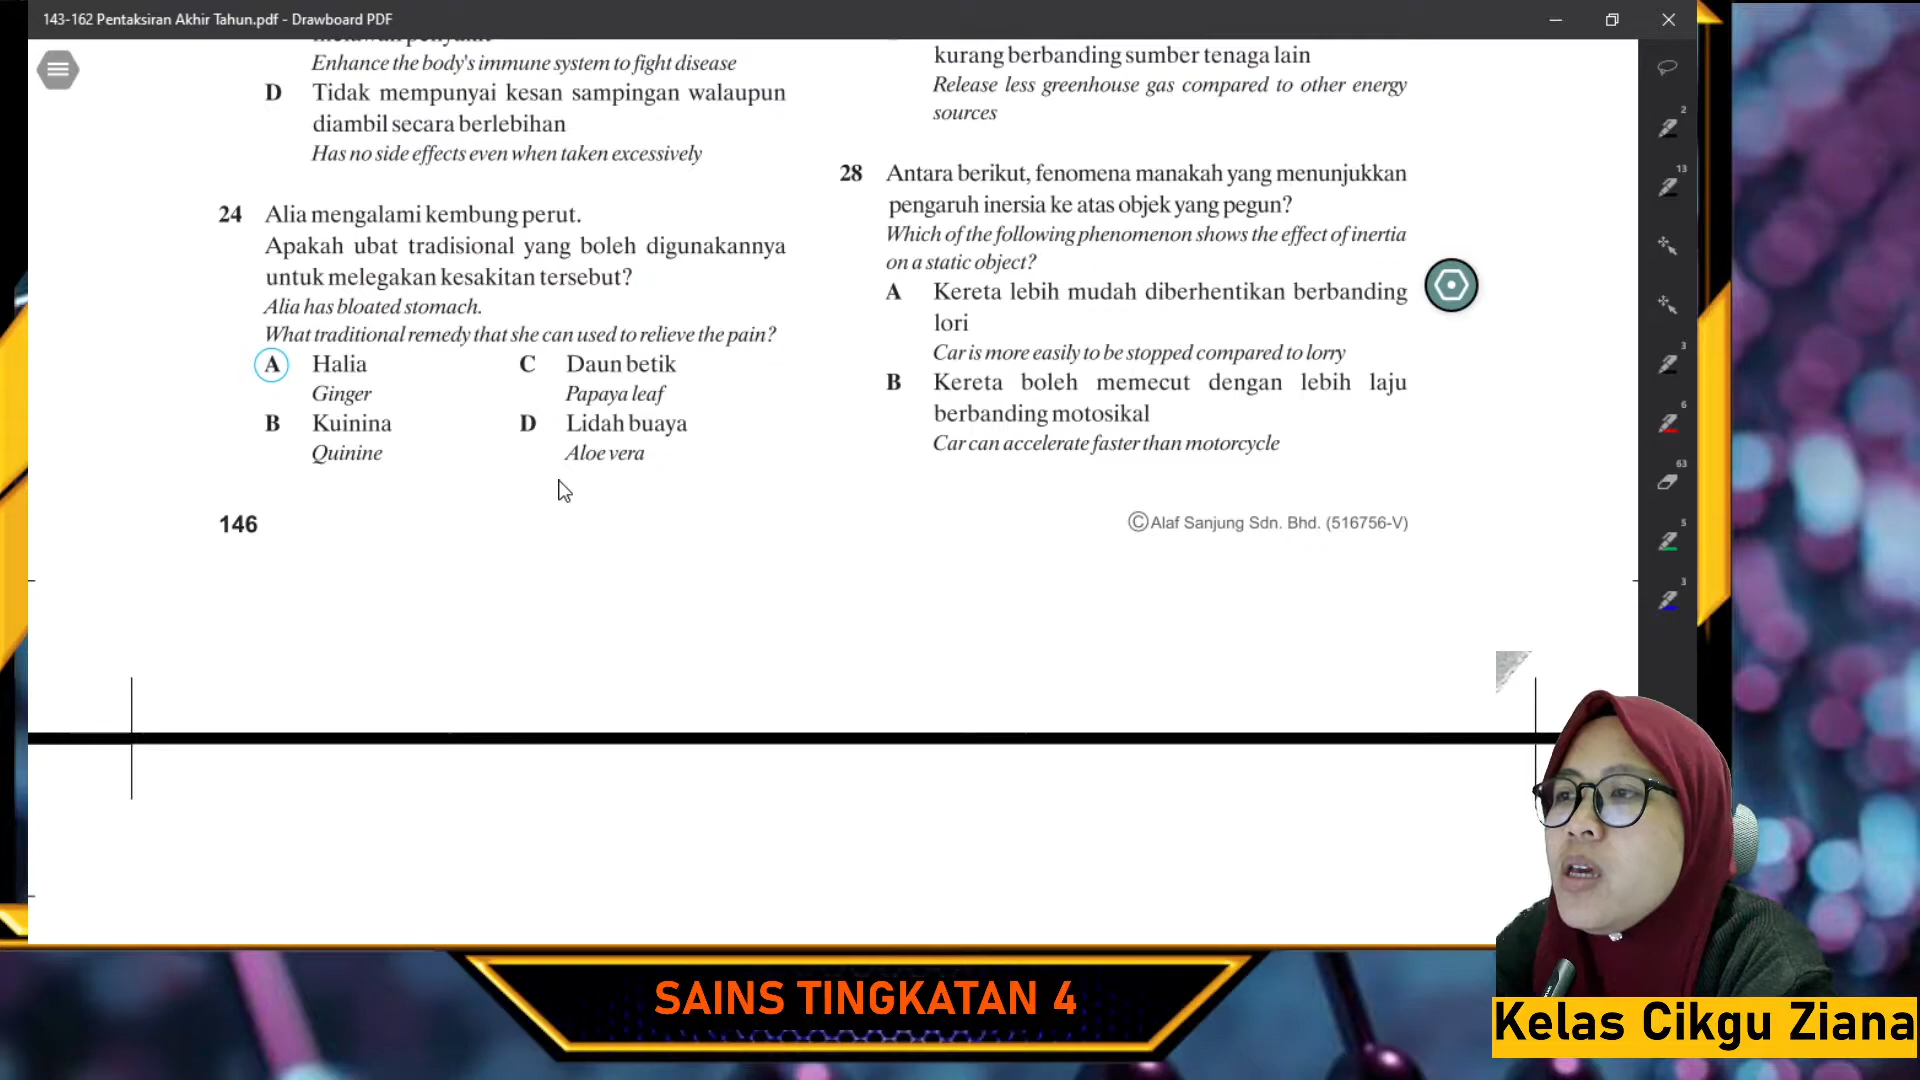 143-162 Pentaksiran Akhir Tahun.pdf - Drawboard PDF
Enhance the body's immune system to fight disease
D Tidak mempunyai kesan sampingan walaupun
diambil secara berlebihan
Has no side effects even when taken excessively
24 Alia mengalami kembung perut.
Apakah ubat tradisional yang boleh digunakannya
untuk melegakan kesakitan tersebut?
Alia has bloated stomach.
What traditional remedy that she can used to relieve the pain?
A Halia
Ginger
B Kuinina
Quinine
C Daun betik
Papaya leaf
D Lidah buaya
Aloe vera
146
kurang berbanding sumber tenaga lain
Release less greenhouse gas compared to other energy
sources
28 Antara berikut, fenomena manakah yang menunjukkan
pengaruh inersia ke atas objek yang pegun?
Which of the following phenomenon shows the effect of inertia
on a static object?
A Kereta lebih mudah diberhentikan berbanding
lori
Car is more easily to be stopped compared to lorry
B Kereta boleh memecut dengan lebih laju
berbanding motosikal
Car can accelerate faster than motorcycle
©Alaf Sanjung Sdn. Bhd. (516756-V)
2
13
3
6
63
5
3
SAINS TINGKATAN 4
Kelas Cikgu Ziana